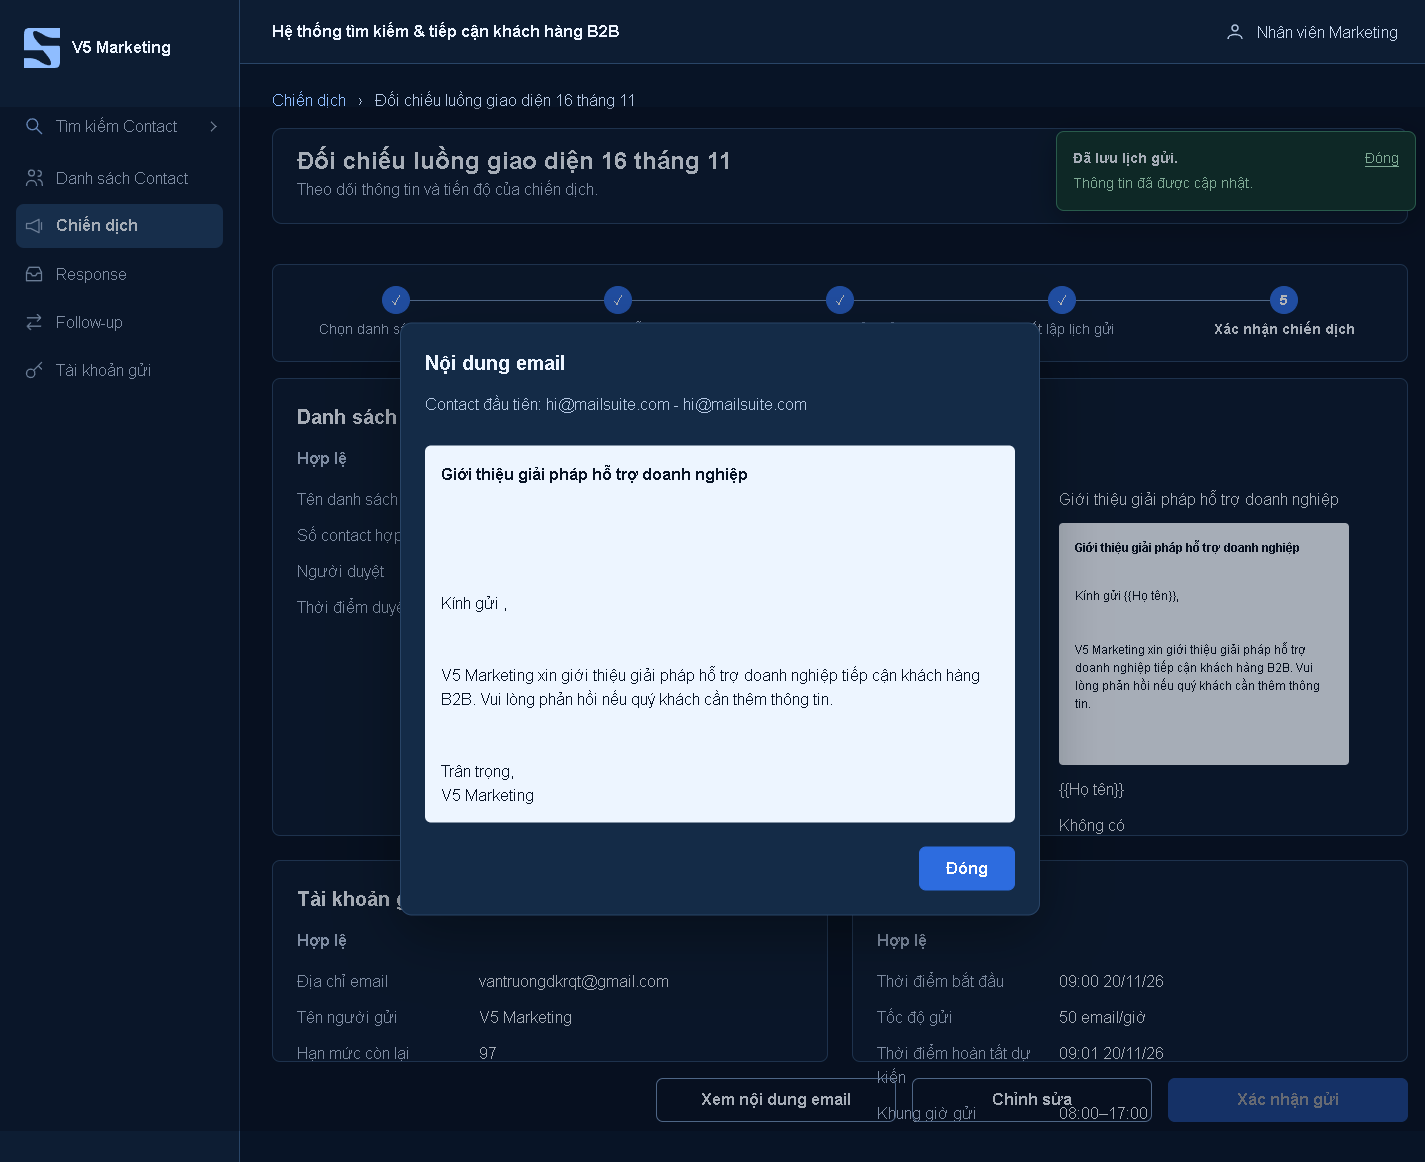 V5 Marketing
Hệ thống tìm kiếm & tiếp cận khách hàng B2B
Nhân viên Marketing
Tìm kiếm Contact
Danh sách Contact
Chiến dịch
Response
Follow-up
Tài khoản gửi
Chiến dịch › Đối chiếu luồng giao diện 16 tháng 11
Đối chiếu luồng giao diện 16 tháng 11
Theo dõi thông tin và tiến độ của chiến dịch.
Đã lưu lịch gửi.
Đóng
Thông tin đã được cập nhật.
5
Chọn danh
lập lịch gửi
Xác nhận chiến dịch
Nội dung email
Contact đầu tiên: hi@mailsuite.com - hi@mailsuite.com
Giới thiệu giải pháp hỗ trợ doanh nghiệp
Kính gửi ,
V5 Marketing xin giới thiệu giải pháp hỗ trợ doanh nghiệp tiếp cận khách hàng
B2B. Vui lòng phản hồi nếu quý khách cần thêm thông tin.
Trân trọng,
V5 Marketing
Đóng
Danh sách
Hợp lệ
Tên danh sách
Số contact hợp
Người duyệt
Thời điểm
Giới thiệu giải pháp hỗ trợ doanh nghiệp
Giới thiệu giải pháp hỗ trợ doanh nghiệp
Kính gửi {{Họ tên}},
V5 Marketing xin giới thiệu giải pháp hỗ trợ
doanh nghiệp tiếp cận khách hàng B2B. Vui
lòng phản hồi nếu quý khách cần thêm thông
tin.
{{Họ tên}}
Không có
Tài khoản
Hợp lệ
Địa chỉ email vantruongdkrqt@gmail.com
Tên người gửi V5 Marketing
Hạn mức còn lại 97
Hợp lệ
Thời điểm bắt đầu 09:00 20/11/26
Tốc độ gửi 50 email/giờ
Thời điểm hoàn tất dự 09:01 20/11/26
kiến
Khung giờ gửi 08:00–17:00
Xem nội dung email
Chỉnh sửa
Xác nhận gửi